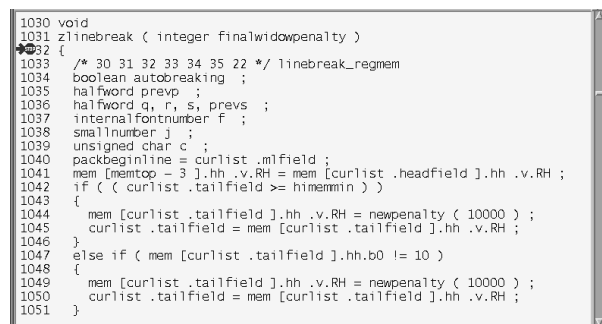 1030 void
1031 zlinebreak ( integer finalwidowpenalty )
STOP 32 {
1033 /* 30 31 32 33 34 35 22 */ linebreak_regmem
1034 boolean autobreaking ;
1035 halfword prevp ;
1036 halfword q, r, s, prevs ;
1037 internalfontnumber f ;
1038 smallnumber j ;
1039 unsigned char c ;
1040 packbeginline = curlist .mlfield ;
1041 mem [memtop - 3 ].hh .v.RH = mem [curlist .headfield ].hh .v.RH ;
1042 if ( ( curlist .tailfield >= himemmin ) )
1043 {
1044 mem [curlist .tailfield ].hh .v.RH = newpenalty ( 10000 ) ;
1045 curlist .tailfield = mem [curlist .tailfield ].hh .v.RH ;
1046 }
1047 else if ( mem [curlist .tailfield ].hh.b0 != 10 )
1048 {
1049 mem [curlist .tailfield ].hh .v.RH = newpenalty ( 10000 ) ;
1050 curlist .tailfield = mem [curlist .tailfield ].hh .v.RH ;
1051 }